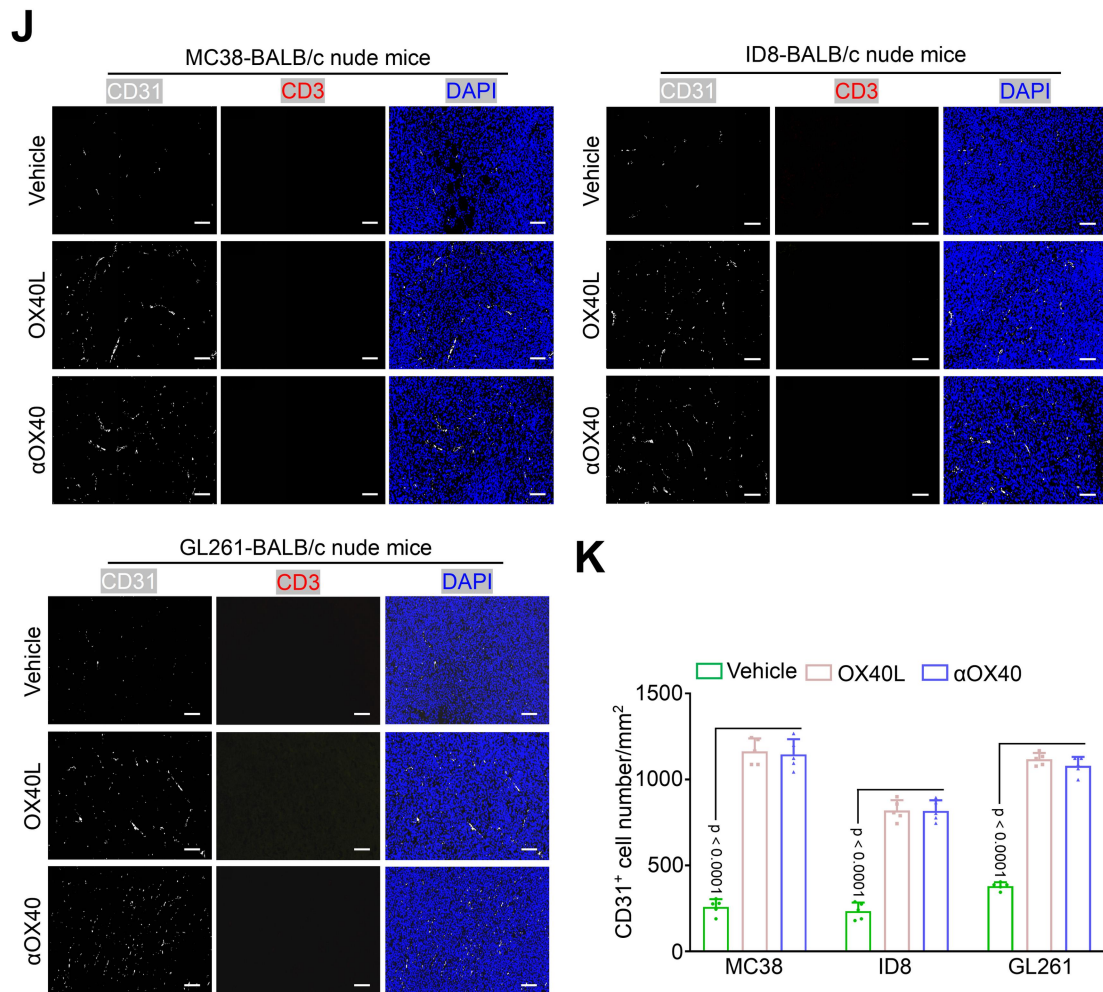 J
MC38-BALB/c nude mice
CD31 CD3 DAPI
Vehicle
OX40L
αOX40
ID8-BALB/c nude mice
CD31 CD3 DAPI
Vehicle
OX40L
αOX40
GL261-BALB/c nude mice
CD31 CD3 DAPI
Vehicle
OX40L
αOX40
K
Vehicle OX40L αOX40
CD31⁺ cell number/mm²
1500
1000
500
0
p < 0.0001
p < 0.0001
p < 0.0001
MC38 ID8 GL261